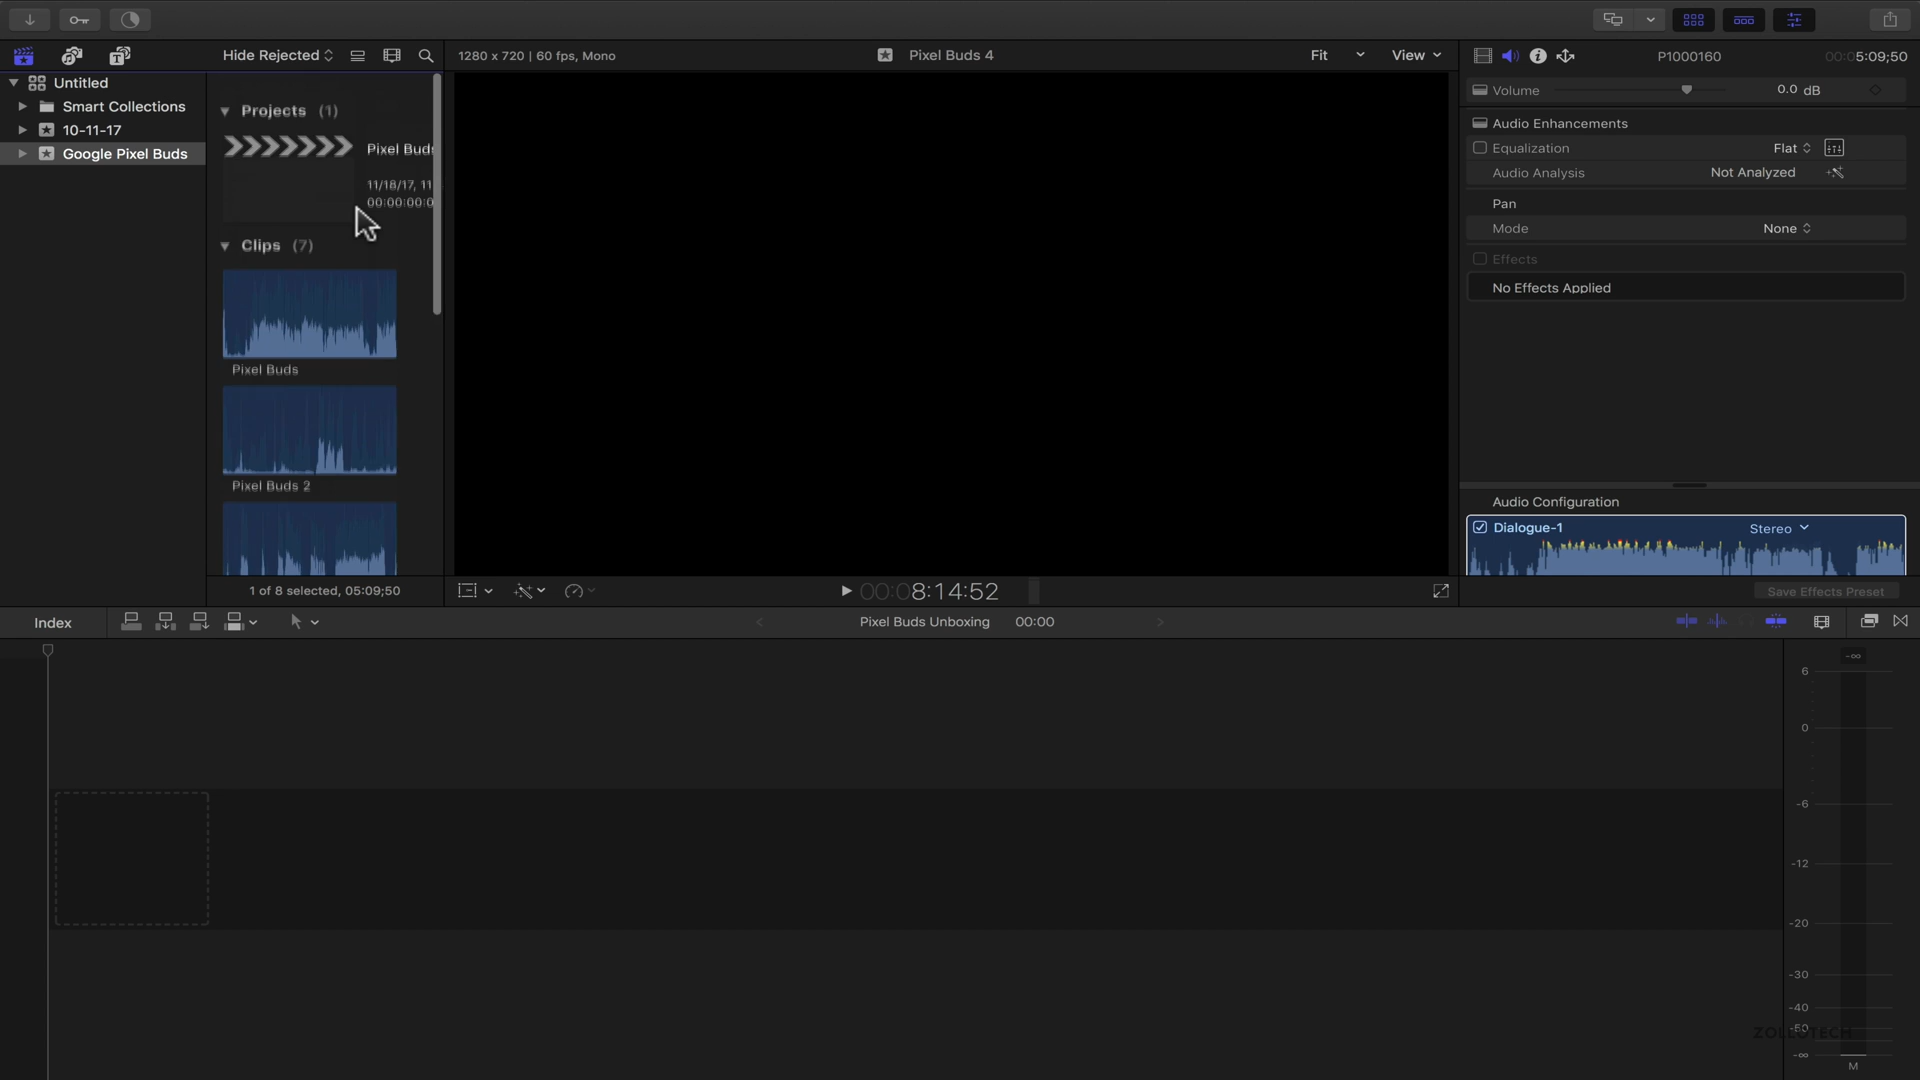 Hide Rejected
1280 x 720 | 60 fps, Mono
Pixel Buds 4
Fit
View
P1000160
00:005:09;50
Untitled
Smart Collections
10-11-17
Google Pixel Buds
Projects (1)
Pixel Buds
11/18/17, 11
00:00:00:0
Clips (7)
Pixel Buds
Pixel Buds 2
1 of 8 selected, 05:09;50
00:008:14:52
Volume
0.0 dB
Audio Enhancements
Equalization
Flat
Audio Analysis
Not Analyzed
Pan
Mode
None
Effects
No Effects Applied
Audio Configuration
Dialogue-1
Stereo
Save Effects Preset
Index
Pixel Buds Unboxing
00:00
-∞
6
0
-6
-12
-20
-30
-40
-50
-∞
M
ZOLLOTECH